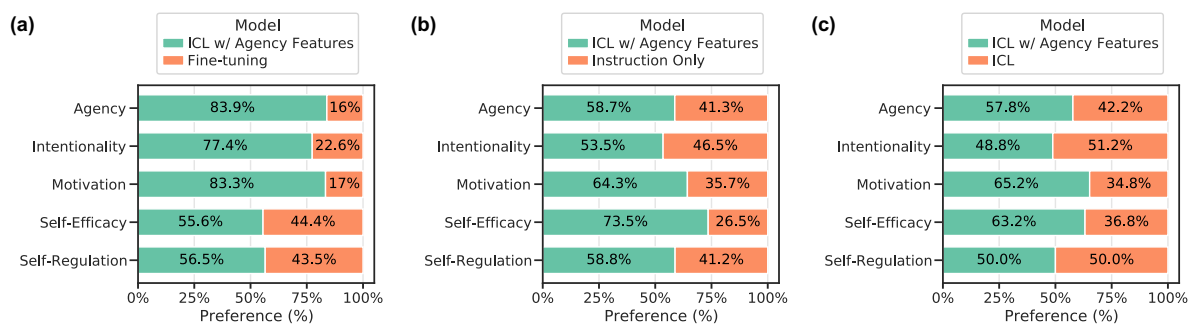 (a)
Model
ICL w/ Agency Features
Fine-tuning
Agency 83.9% 16%
Intentionality 77.4% 22.6%
Motivation 83.3% 17%
Self-Efficacy 55.6% 44.4%
Self-Regulation 56.5% 43.5%
0% 25% 50% 75% 100%
Preference (%)
(b)
Model
ICL w/ Agency Features
Instruction Only
Agency 58.7% 41.3%
Intentionality 53.5% 46.5%
Motivation 64.3% 35.7%
Self-Efficacy 73.5% 26.5%
Self-Regulation 58.8% 41.2%
0% 25% 50% 75% 100%
Preference (%)
(c)
Model
ICL w/ Agency Features
ICL
Agency 57.8% 42.2%
Intentionality 48.8% 51.2%
Motivation 65.2% 34.8%
Self-Efficacy 63.2% 36.8%
Self-Regulation 50.0% 50.0%
0% 25% 50% 75% 100%
Preference (%)